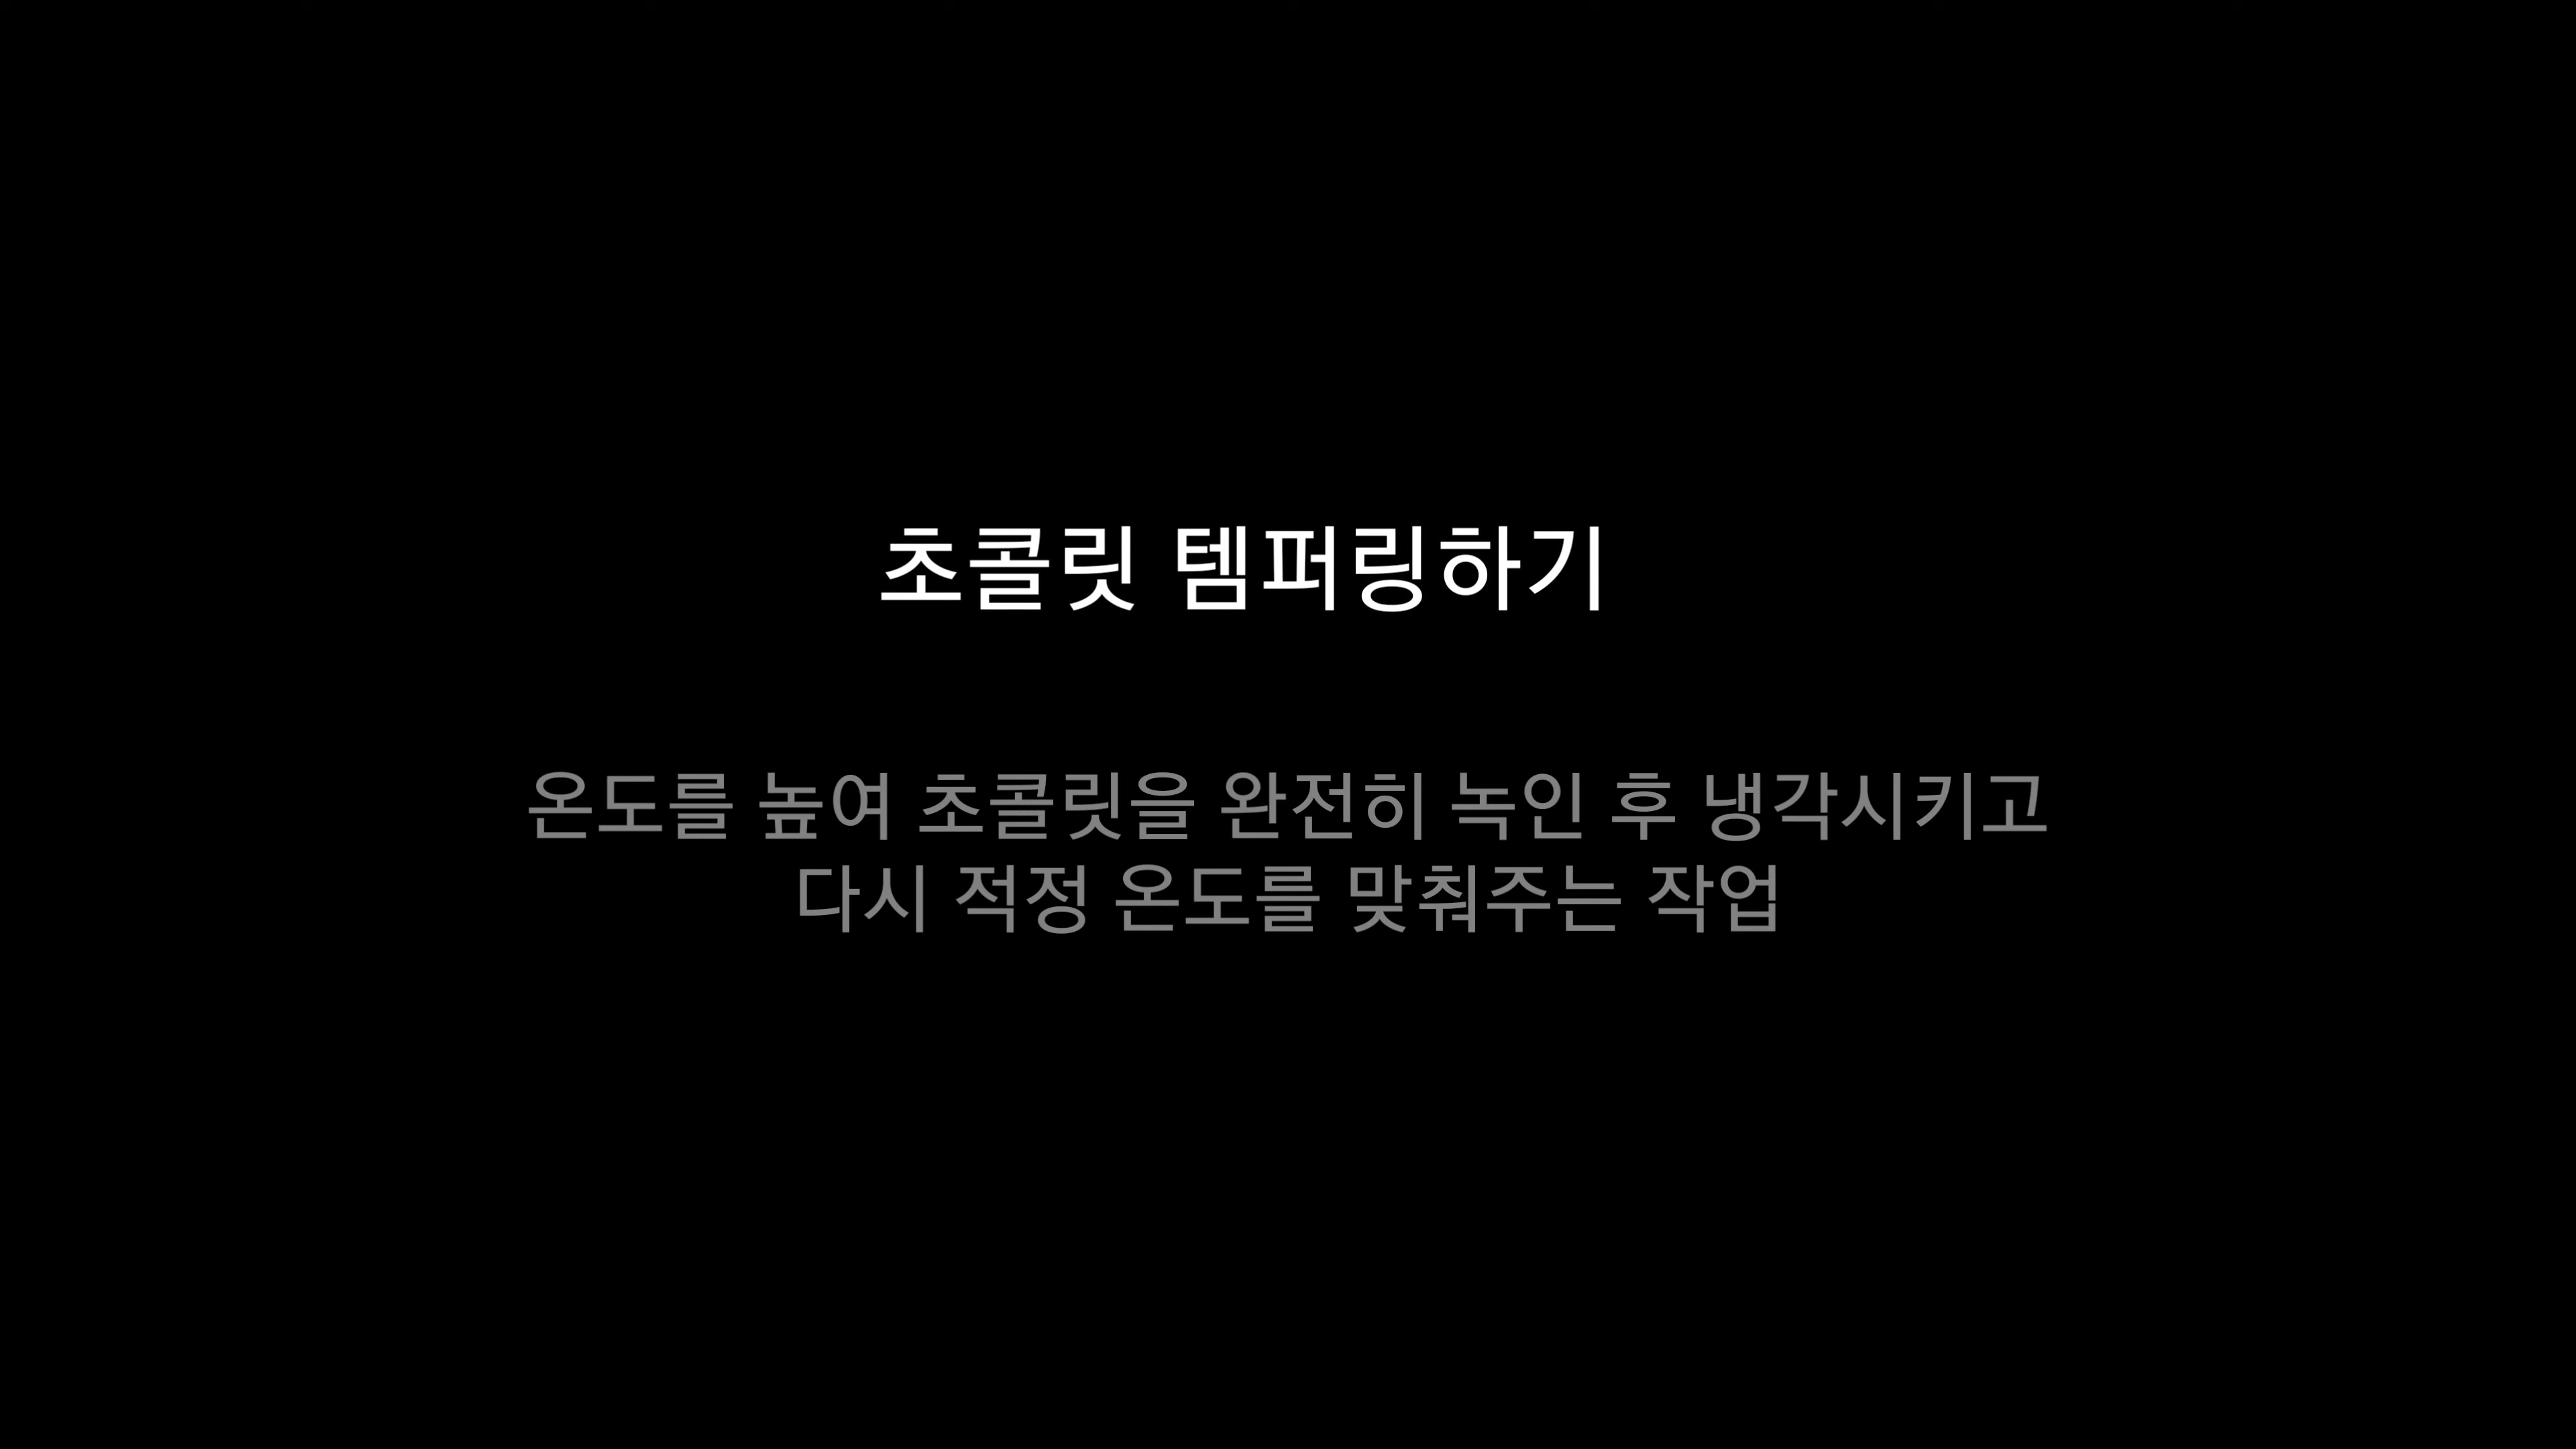 초콜릿 템퍼링하기
온도를 높여 초콜릿을 완전히 녹인 후 냉각시키고
다시 적정 온도를 맞춰주는 작업